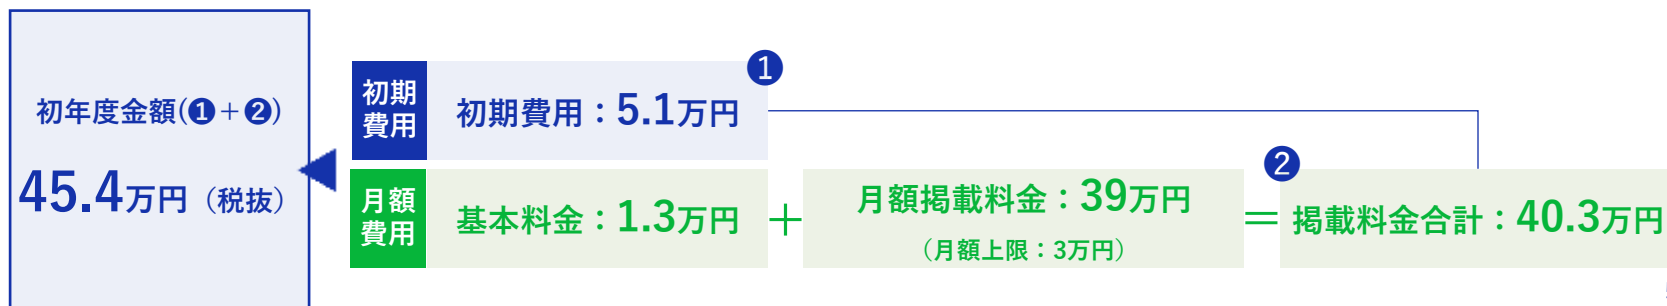 初年度金額(❶+❷)
45.4万円（税抜）
初期
費用
初期費用：5.1万円
❶
月額
費用
基本料金：1.3万円
+
月額掲載料金：39万円
（月額上限：3万円）
=
❷
掲載料金合計：40.3万円